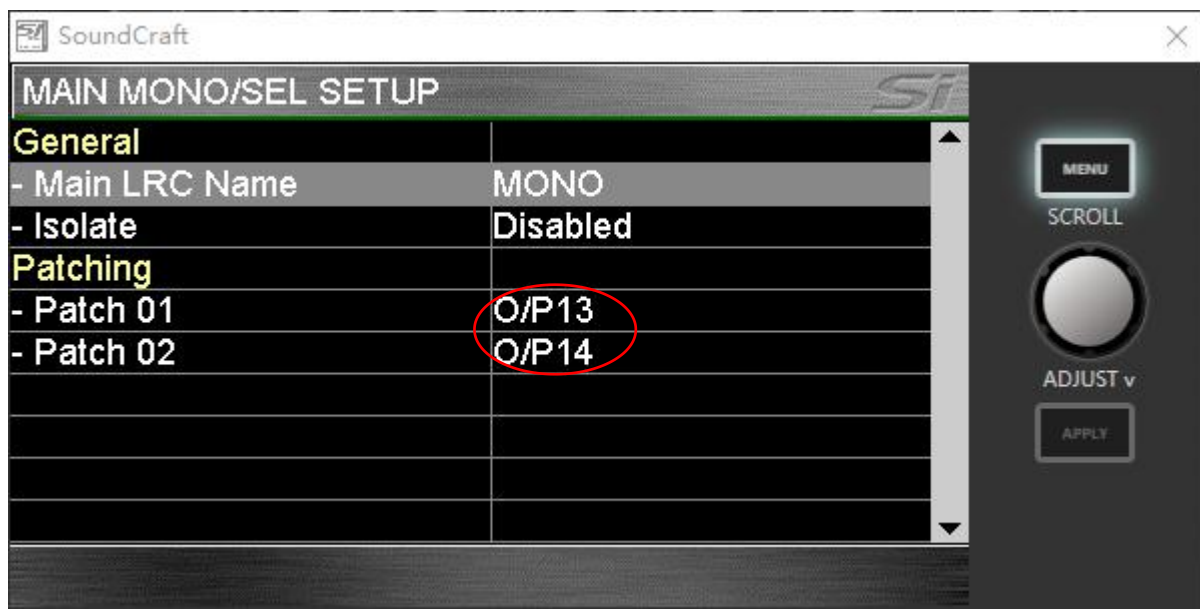 SoundCraft
MAIN MONO/SEL SETUP
Si
General
- Main LRC Name MONO
- Isolate Disabled
Patching
- Patch 01 O/P13
- Patch 02 O/P14
MENU
SCROLL
ADJUST v
APPLY